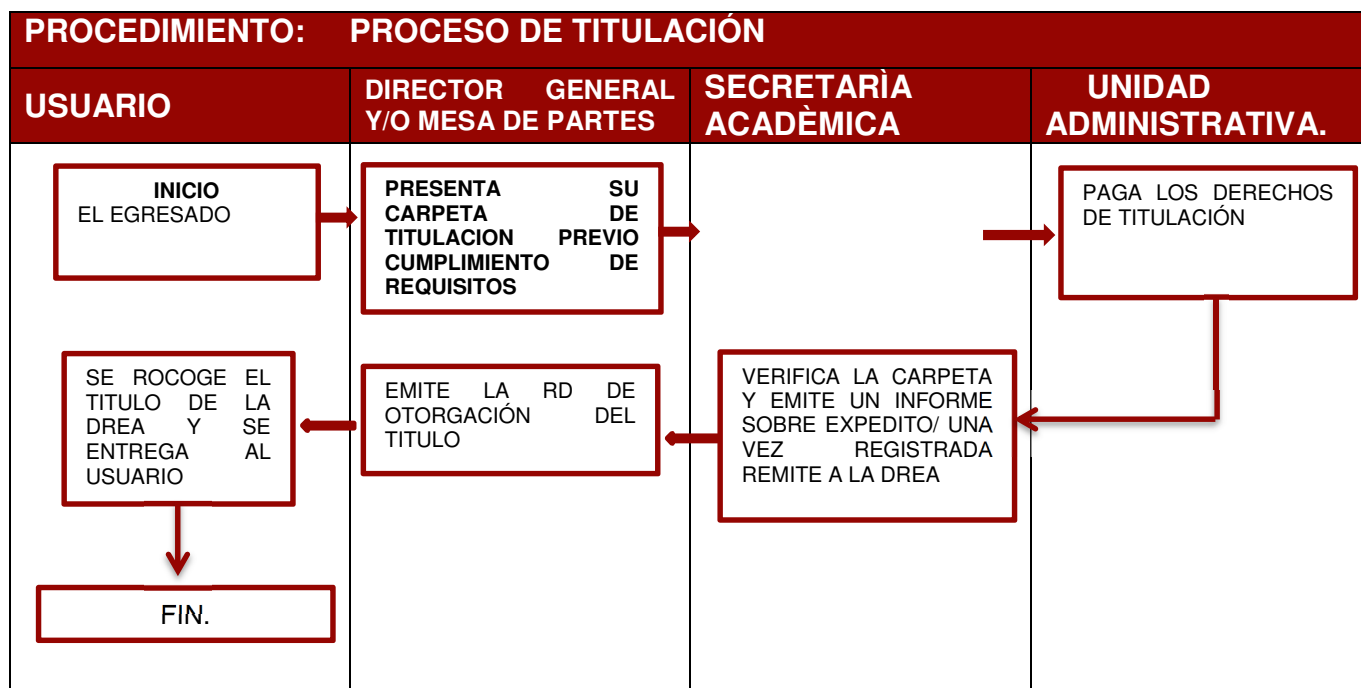 PROCEDIMIENTO: PROCESO DE TITULACIÓN
USUARIO
DIRECTOR GENERAL
Y/O MESA DE PARTES
SECRETARÌA
ACADÈMICA
UNIDAD
ADMINISTRATIVA.
INICIO
EL EGRESADO
PRESENTA SU
CARPETA DE
TITULACION PREVIO
CUMPLIMIENTO DE
REQUISITOS
PAGA LOS DERECHOS
DE TITULACIÓN
SE ROCOGE EL
TITULO DE LA
DREA Y SE
ENTREGA AL
USUARIO
EMITE LA RD DE
OTORGACIÓN DEL
TITULO
VERIFICA LA CARPETA
Y EMITE UN INFORME
SOBRE EXPEDITO/ UNA
VEZ REGISTRADA
REMITE A LA DREA
FIN.